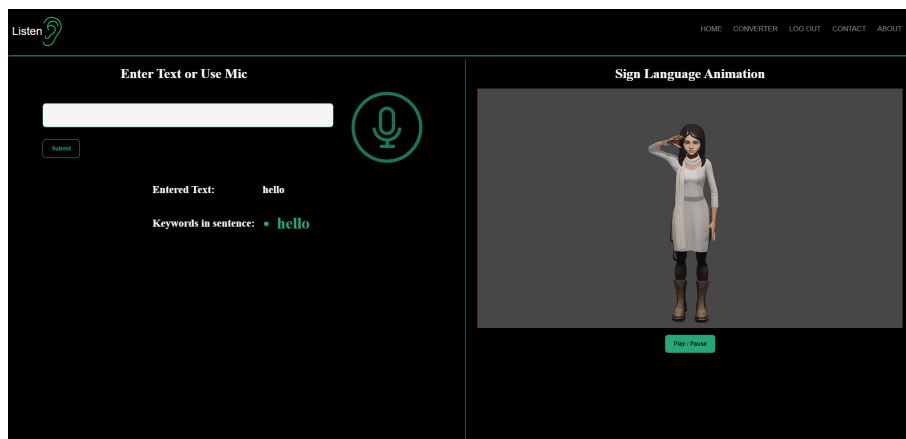 Listen
HOME CONVERTER LOG OUT CONTACT ABOUT
Enter Text or Use Mic
Submit
Entered Text: hello
Keywords in sentence: • hello
Sign Language Animation
Play / Pause